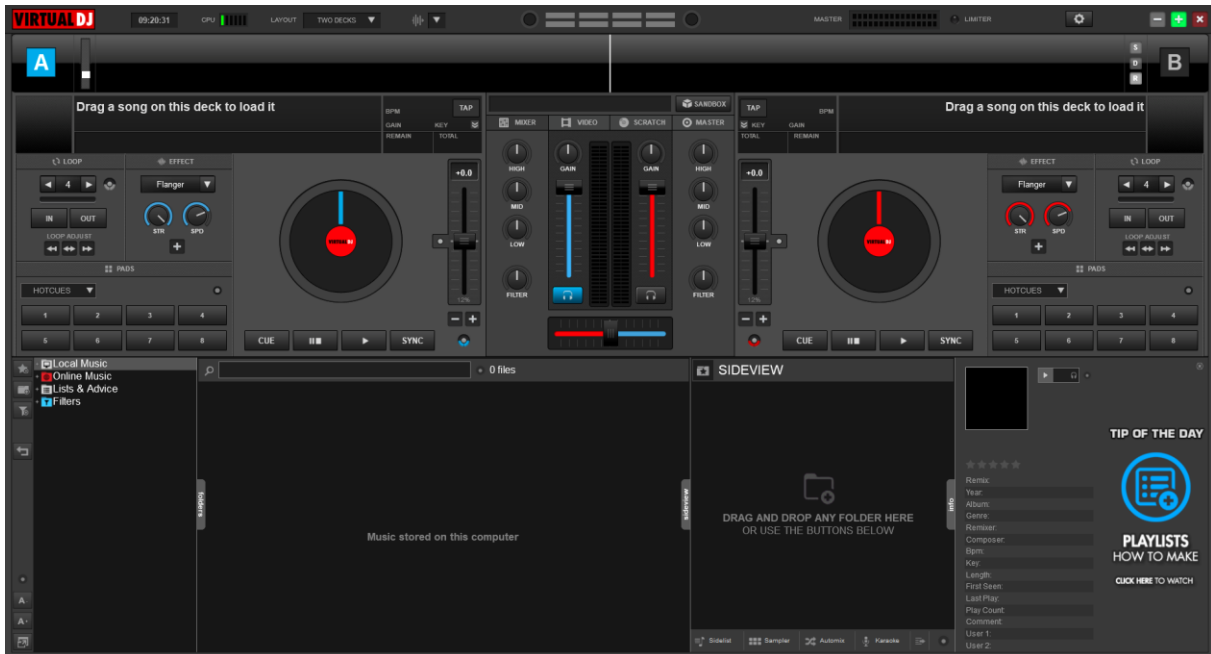 VIRTUAL DJ 09:20:31 CPU LAYOUT TWO DECKS MASTER LIMITER
A S D R B
Drag a song on this deck to load it
BPM TAP
GAIN KEY
REMAIN TOTAL
SANDBOX
MIXER VIDEO SCRATCH MASTER
TAP BPM
KEY GAIN
TOTAL REMAIN
Drag a song on this deck to load it
LOOP EFFECT
4 Flanger
IN OUT STR SPD
LOOP ADJUST
PADS
HOTCUES
1 2 3 4
5 6 7 8
+0.0
VIRTUAL DJ
12%
CUE SYNC
HIGH GAIN GAIN HIGH
MID MID
LOW LOW
FILTER FILTER
+0.0
VIRTUAL DJ
12%
CUE SYNC
EFFECT LOOP
Flanger 4
STR SPD IN OUT
LOOP ADJUST
PADS
HOTCUES
1 2 3 4
5 6 7 8
Local Music
Online Music
Lists & Advice
Filters
A
A
folders
0 files
Music stored on this computer
sideview
SIDEVIEW
DRAG AND DROP ANY FOLDER HERE
OR USE THE BUTTONS BELOW
Sidelist Sampler Automix Karaoke
info
Remix:
Year:
Album:
Genre:
Remixer:
Composer:
Bpm:
Key:
Length:
First Seen:
Last Play:
Play Count:
Comment:
User 1:
User 2:
TIP OF THE DAY
PLAYLISTS
HOW TO MAKE
CLICK HERE TO WATCH